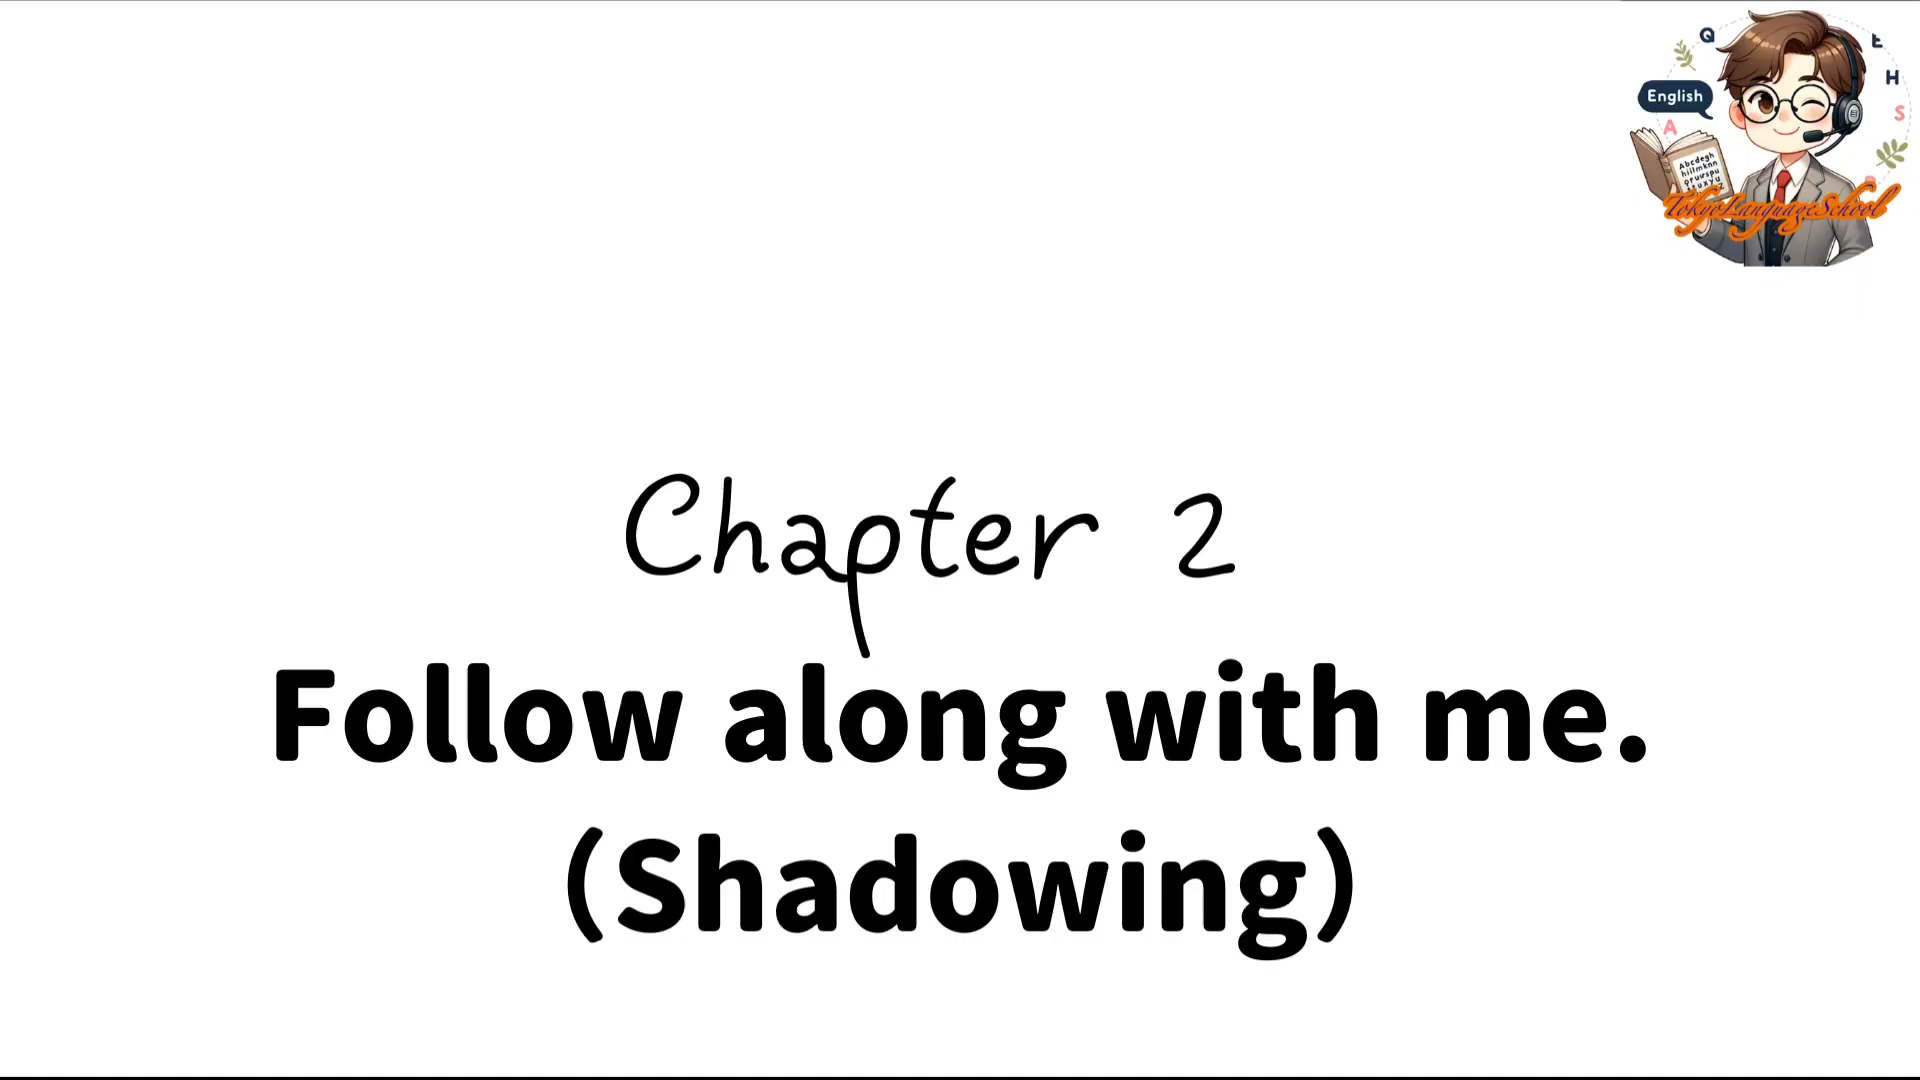 Q
E
H
English
A
S
TokyoLanguageSchool
Chapter 2
Follow along with me.
(Shadowing)